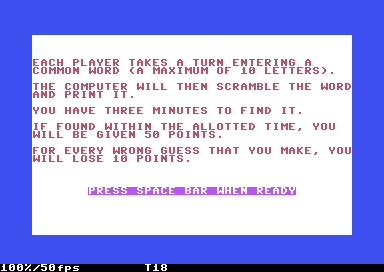 EACH PLAYER TAKES A TURN ENTERING A
COMMON WORD (A MAXIMUM OF 10 LETTERS).
THE COMPUTER WILL THEN SCRAMBLE THE WORD
AND PRINT IT.
YOU HAVE THREE MINUTES TO FIND IT.
IF FOUND WITHIN THE ALLOTTED TIME, YOU
WILL BE GIVEN 50 POINTS.
FOR EVERY WRONG GUESS THAT YOU MAKE, YOU
WILL LOSE 10 POINTS.
PRESS SPACE BAR WHEN READY
100%/50fps T18